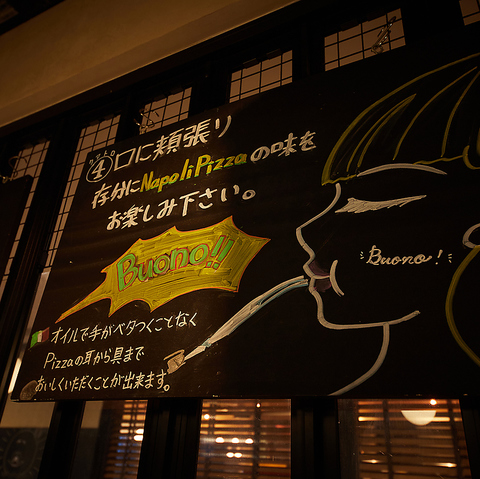 ④口に頬張り
存分にNapoliPizzaの味を
お楽しみ下さい。
Buono!!
Buono!
オイルで手がベタつくことなく
Pizzaの耳から具まで
おいしくいただくことが出来ます。